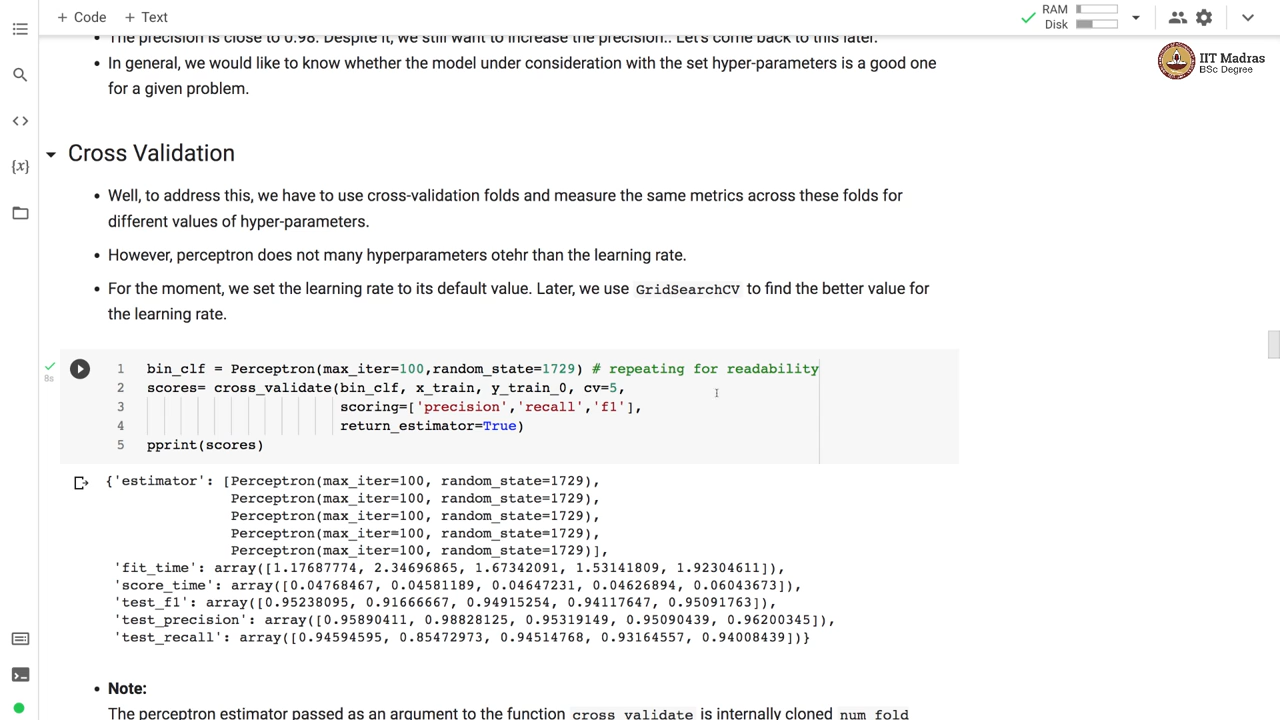 + Code + Text
RAM
Disk
IIT Madras
BSc Degree
• The precision is close to 0.98. Despite it, we still want to increase the precision.. Let's come back to this later.
• In general, we would like to know whether the model under consideration with the set hyper-parameters is a good one
for a given problem.
Cross Validation
• Well, to address this, we have to use cross-validation folds and measure the same metrics across these folds for
different values of hyper-parameters.
• However, perceptron does not many hyperparameters otehr than the learning rate.
• For the moment, we set the learning rate to its default value. Later, we use GridSearchCV to find the better value for
the learning rate.
8s
1 bin_clf = Perceptron(max_iter=100,random_state=1729) # repeating for readability
2 scores= cross_validate(bin_clf, x_train, y_train_0, cv=5,
3 scoring=['precision','recall','f1'],
4 return_estimator=True)
5 pprint(scores)
{'estimator': [Perceptron(max_iter=100, random_state=1729),
Perceptron(max_iter=100, random_state=1729),
Perceptron(max_iter=100, random_state=1729),
Perceptron(max_iter=100, random_state=1729),
Perceptron(max_iter=100, random_state=1729)],
'fit_time': array([1.17687774, 2.34696865, 1.67342091, 1.53141809, 1.92304611]),
'score_time': array([0.04768467, 0.04581189, 0.04647231, 0.04626894, 0.06043673]),
'test_f1': array([0.95238095, 0.91666667, 0.94915254, 0.94117647, 0.95091763]),
'test_precision': array([0.95890411, 0.98828125, 0.95319149, 0.95090439, 0.96200345]),
'test_recall': array([0.94594595, 0.85472973, 0.94514768, 0.93164557, 0.94008439])}
• Note:
The perceptron estimator passed as an argument to the function cross_validate is internally cloned num_fold